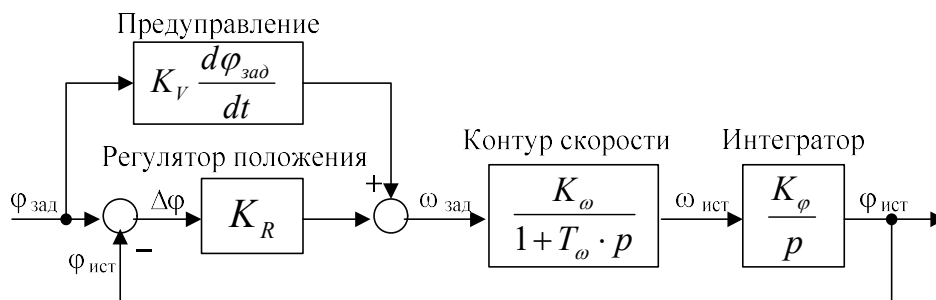 Предуправление
K_V dφ_зад / dt
Регулятор положения
Контур скорости
Интегратор
φ зад
Δφ
K_R
+
ω зад
K_ω / (1 + T_ω · p)
ω ист
K_φ / p
φ ист
−
φ ист